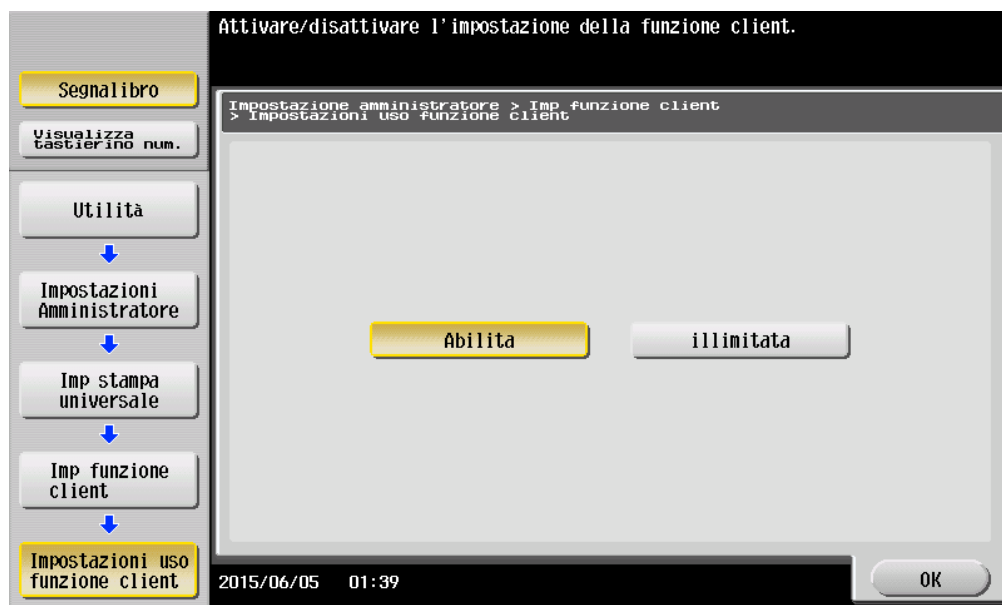 Attivare/disattivare l'impostazione della funzione client.
Segnalibro
Visualizza
tastierino num.
Impostazione amministratore > Imp funzione client
> Impostazioni uso funzione client
Utilità
Impostazioni
Amministratore
Imp stampa
universale
Imp funzione
client
Impostazioni uso
funzione client
Abilita
illimitata
2015/06/05 01:39
OK